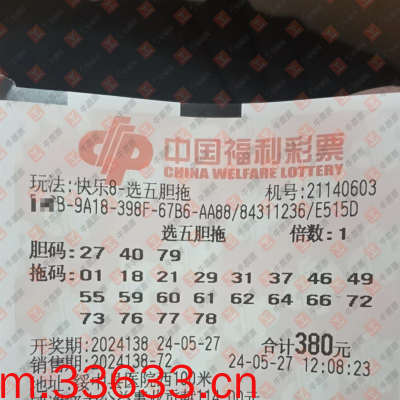 中国福利彩票
CHINA WELFARE LOTTERY
玩法:快乐8-选五胆拖 机号:21140603
B-9A18-398F-67B6-AA88/84311236/E515D
选五胆拖 倍数:1
胆码:27 40 79
拖码:01 18 21 29 31 37 46 49
55 59 60 61 62 64 66 72
73 76 77 78
开奖期:2024138 24-05-27 合计380元
销售期:2024138-72 24-05-27 12:08:23
m.33633.cn